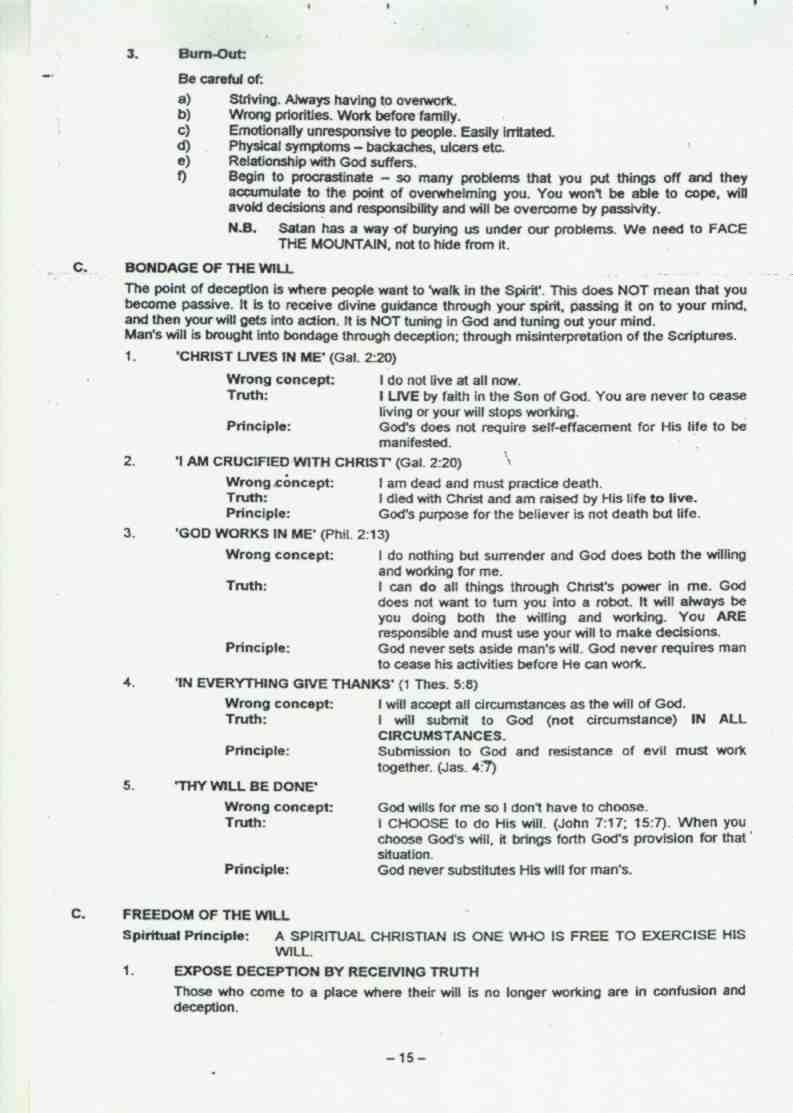 3. Burn-Out:
Be careful of:
a) Striving. Always having to overwork.
b) Wrong priorities. Work before family.
c) Emotionally unresponsive to people. Easily irritated.
d) Physical symptoms – backaches, ulcers etc.
e) Relationship with God suffers.
f) Begin to procrastinate – so many problems that you put things off and they
accumulate to the point of overwhelming you. You won't be able to cope, will
avoid decisions and responsibility and will be overcome by passivity.
N.B. Satan has a way of burying us under our problems. We need to FACE
THE MOUNTAIN, not to hide from it.
C. BONDAGE OF THE WILL
The point of deception is where people want to 'walk in the Spirit'. This does NOT mean that you
become passive. It is to receive divine guidance through your spirit, passing it on to your mind,
and then your will gets into action. It is NOT tuning in God and tuning out your mind.
Man's will is brought into bondage through deception; through misinterpretation of the Scriptures.
1. 'CHRIST LIVES IN ME' (Gal. 2:20)
Wrong concept: I do not live at all now.
Truth: I LIVE by faith in the Son of God. You are never to cease
living or your will stops working.
Principle: God's does not require self-effacement for His life to be
manifested.
2. 'I AM CRUCIFIED WITH CHRIST' (Gal. 2:20)
Wrong concept: I am dead and must practice death.
Truth: I died with Christ and am raised by His life to live.
Principle: God's purpose for the believer is not death but life.
3. 'GOD WORKS IN ME' (Phil. 2:13)
Wrong concept: I do nothing but surrender and God does both the willing
and working for me.
Truth: I can do all things through Christ's power in me. God
does not want to turn you into a robot. It will always be
you doing both the willing and working. You ARE
responsible and must use your will to make decisions.
Principle: God never sets aside man's will. God never requires man
to cease his activities before He can work.
4. 'IN EVERYTHING GIVE THANKS' (1 Thes. 5:8)
Wrong concept: I will accept all circumstances as the will of God.
Truth: I will submit to God (not circumstance) IN ALL
CIRCUMSTANCES.
Principle: Submission to God and resistance of evil must work
together. (Jas. 4:7)
5. 'THY WILL BE DONE'
Wrong concept: God wills for me so I don't have to choose.
Truth: I CHOOSE to do His will. (John 7:17; 15:7). When you
choose God's will, it brings forth God's provision for that
situation.
Principle: God never substitutes His will for man's.
C. FREEDOM OF THE WILL
Spiritual Principle: A SPIRITUAL CHRISTIAN IS ONE WHO IS FREE TO EXERCISE HIS
WILL.
1. EXPOSE DECEPTION BY RECEIVING TRUTH
Those who come to a place where their will is no longer working are in confusion and
deception.
– 15 –